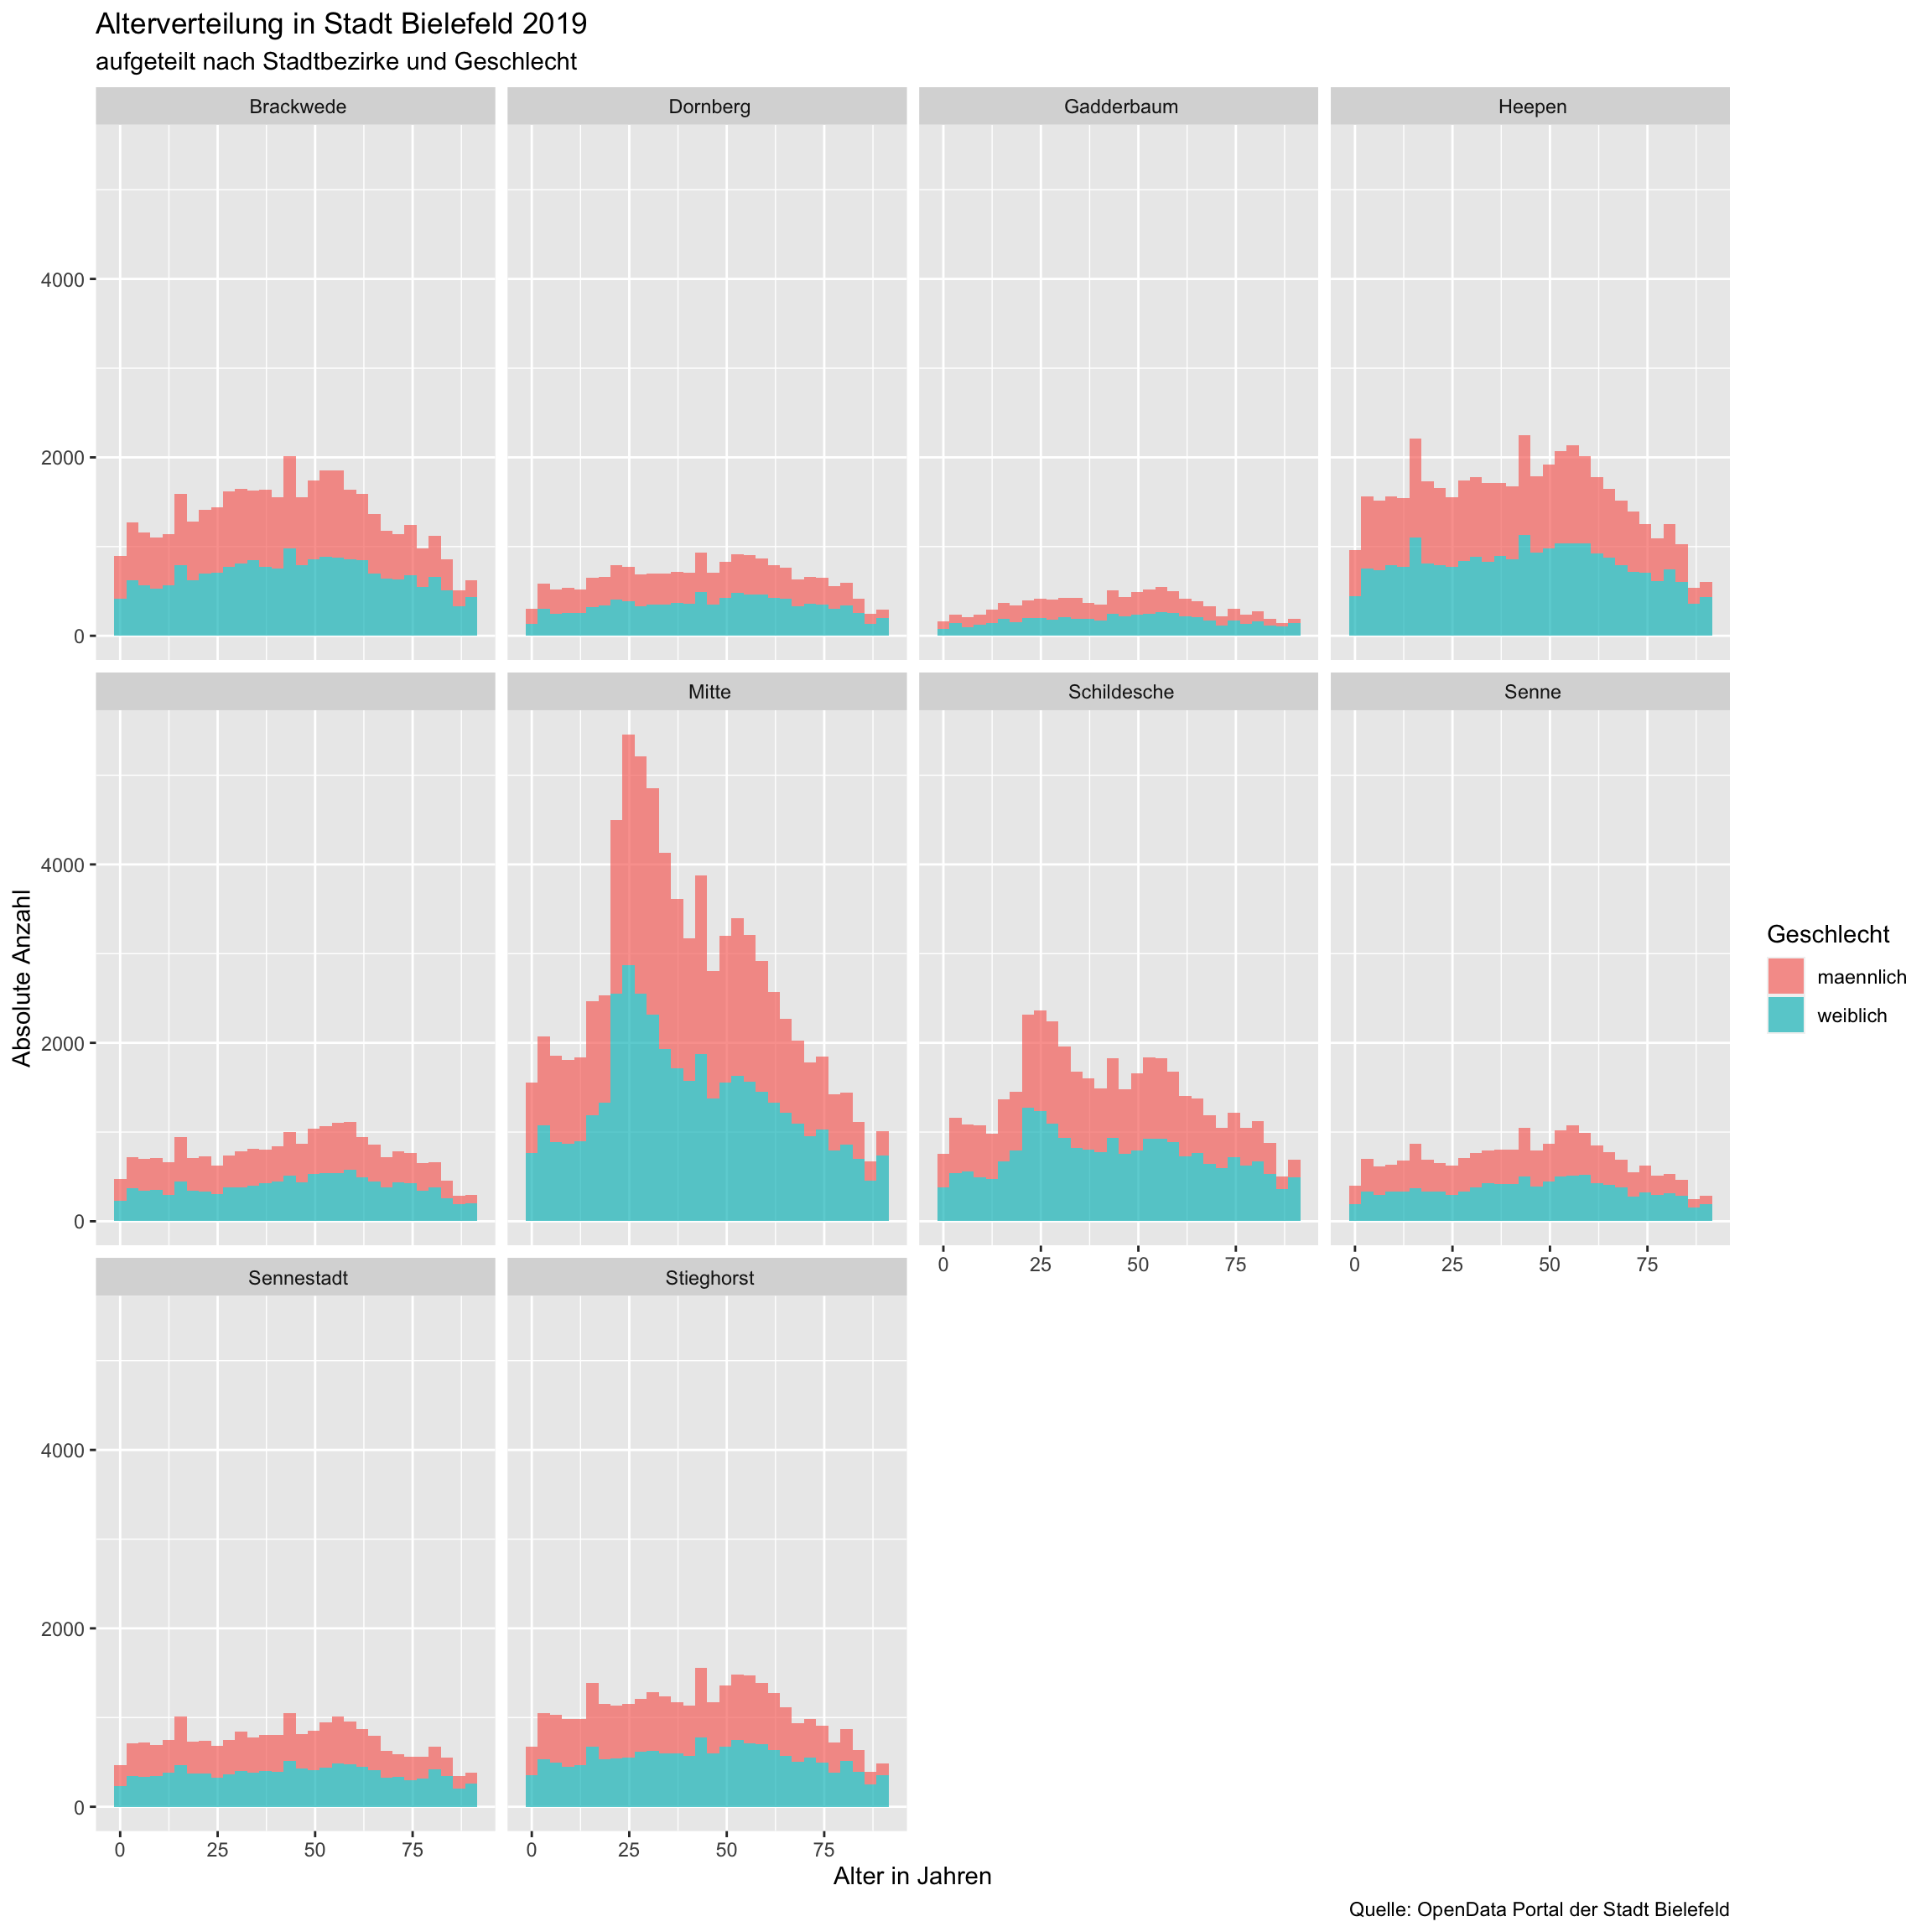 Alterverteilung in Stadt Bielefeld 2019
aufgeteilt nach Stadtbezirke und Geschlecht
Brackwede
Dornberg
Gadderbaum
Heepen
4000
2000
0
Mitte
Schildesche
Senne
4000
2000
0
0 25 50 75
0 25 50 75
Sennestadt
Stieghorst
4000
2000
0
0 25 50 75
0 25 50 75
Absolute Anzahl
Alter in Jahren
Geschlecht
maennlich
weiblich
Quelle: OpenData Portal der Stadt Bielefeld